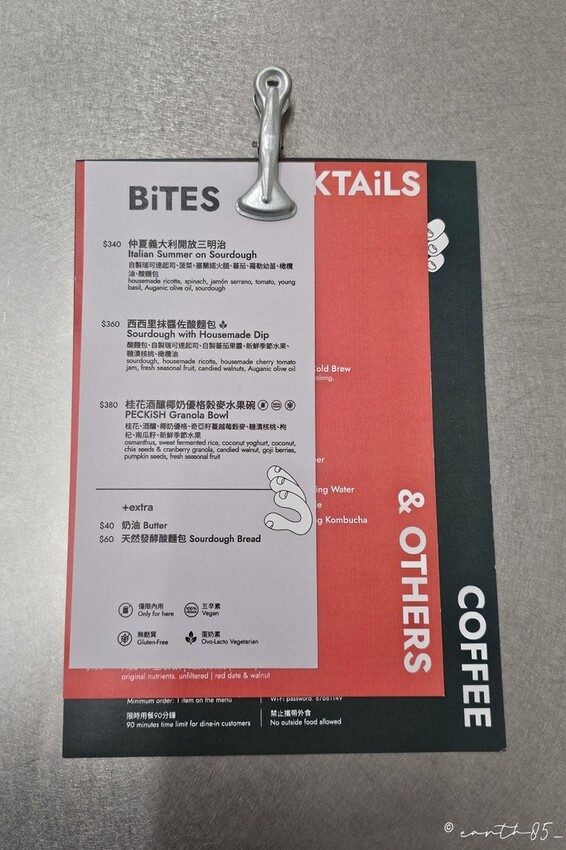 BiTES
KTAiLS
$340 仲夏義大利開放三明治
Italian Summer on Sourdough
自製瑞可達起司、菠菜、塞蘭諾火腿、蕃茄、羅勒幼苗、橄欖
油、酸麵包
housemade ricotta, spinach, jamón serrano, tomato, young
basil, Auganic olive oil, sourdough
$360 西西里抹醬佐酸麵包
Sourdough with Housemade Dip
酸麵包、自製瑞可達起司、自製蕃茄果醬、新鮮季節水果、
糖漬核桃、橄欖油
sourdough, housemade ricotta, housemade cherry tomato
jam, fresh seasonal fruit, candied walnuts, Auganic olive oil
$380 桂花酒釀椰奶優格穀麥水果碗
PECKiSH Granola Bowl
桂花、酒釀、椰奶優格、奇亞籽蔓越莓穀麥、糖漬核桃、枸
杞、南瓜籽、新鮮季節水果
osmanthus, sweet fermented rice, coconut yoghurt, coconut,
chia seeds & cranberry granola, candied walnut, goji berries,
pumpkin seeds, fresh seasonal fruit
+extra
$40 奶油 Butter
$60 天然發酵酸麵包 Sourdough Bread
僅限內用
Only for here
100% VEGAN
五辛素
Vegan
無麩質
Gluten-Free
蛋奶素
Ovo-Lacto Vegetarian
Cold Brew
olong,
er
ing Water
e
g Kombucha
& OTHERS
COFFEE
original nutrients. unfiltered | red date & walnut
Minimum order: 1 item on the menu
Wi-Fi password: 87681149
限時用餐90分鐘
90 minutes time limit for dine-in customers
禁止攜帶外食
No outside food allowed
© earth85_